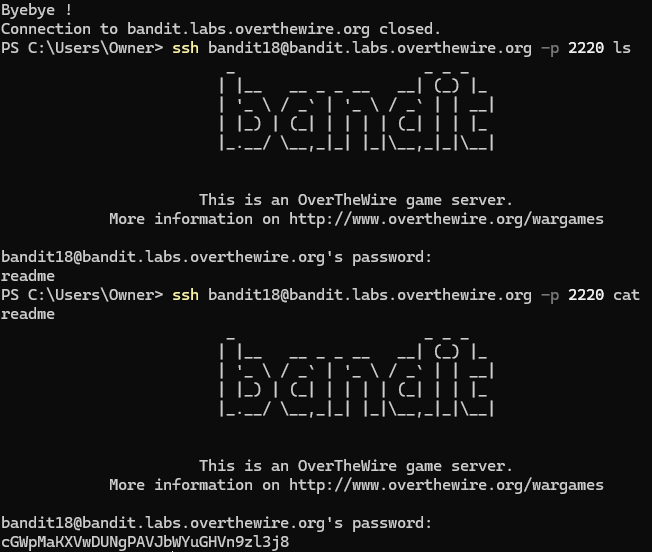 Byebye !
Connection to bandit.labs.overthewire.org closed.
PS C:\Users\Owner> ssh bandit18@bandit.labs.overthewire.org -p 2220 ls
bandit
This is an OverTheWire game server.
More information on http://www.overthewire.org/wargames
bandit18@bandit.labs.overthewire.org's password:
readme
PS C:\Users\Owner> ssh bandit18@bandit.labs.overthewire.org -p 2220 cat
readme
bandit
This is an OverTheWire game server.
More information on http://www.overthewire.org/wargames
bandit18@bandit.labs.overthewire.org's password:
cGWpMaKXVwDUNgPAVJbWYuGHVn9zl3j8